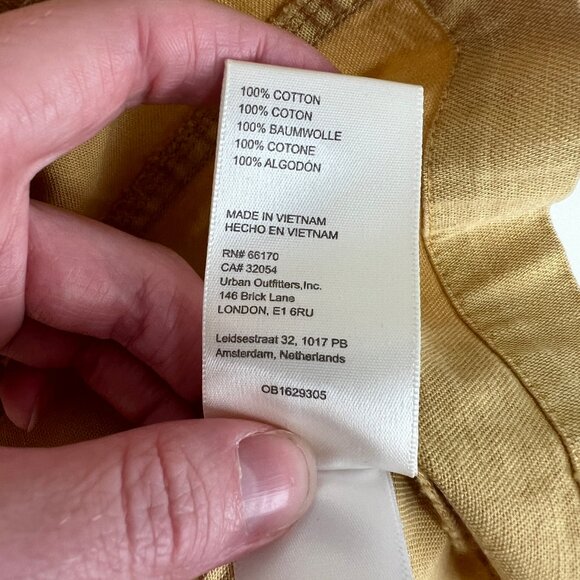 100% COTTON
100% COTON
100% BAUMWOLLE
100% COTONE
100% ALGODÓN
MADE IN VIETNAM
HECHO EN VIETNAM
RN# 66170
CA# 32054
Urban Outfitters,Inc.
146 Brick Lane
LONDON, E1 6RU
Leidsestraat 32, 1017 PB
Amsterdam, Netherlands
OB1629305